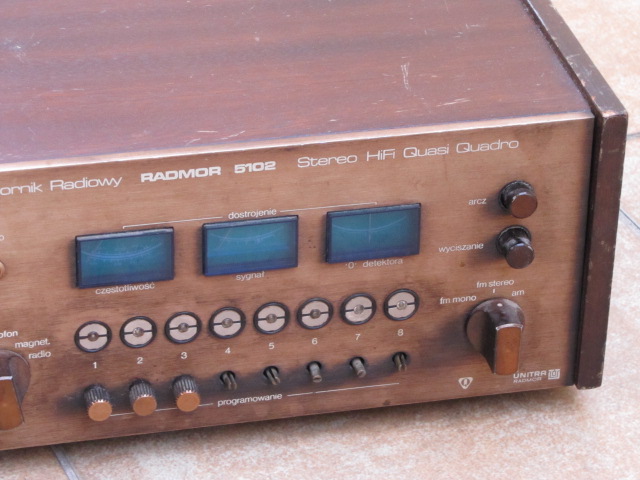 ornik Radiowy RADMOR 5102 Stereo HiFi Quasi Quadro
dostrojenie
arcz
wyciszanie
częstotliwość sygnał "0" detektora
fm stereo
fm mono am
fon
magnet.
radio
1 2 3 4 5 6 7 8
programowanie
UNITRA
RADMOR